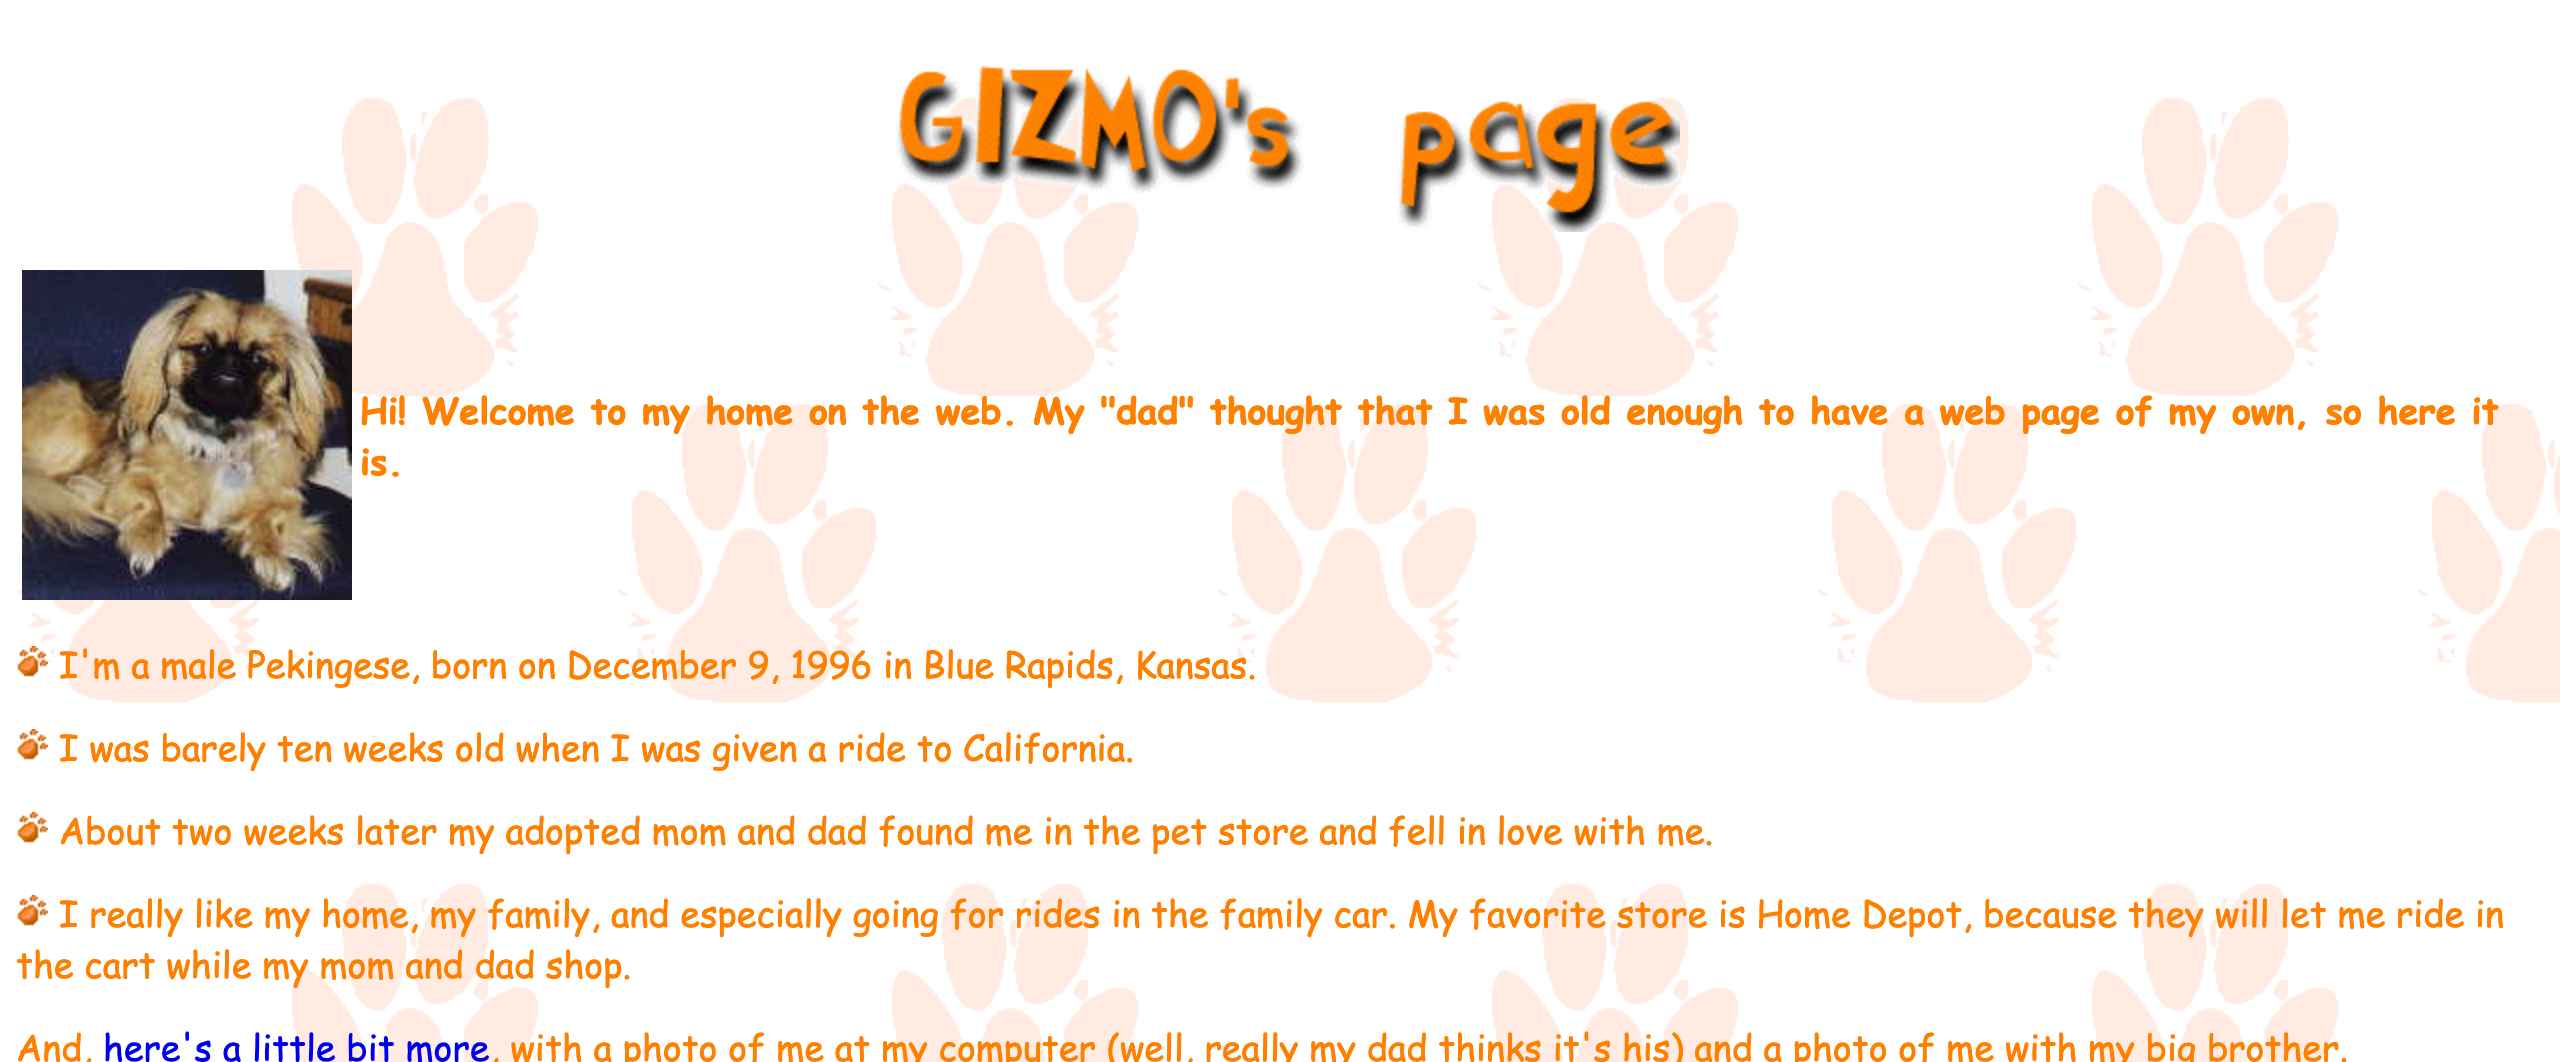 GIZMO's page
Hi! Welcome to my home on the web. My "dad" thought that I was old enough to have a web page of my own, so here it
is.
I'm a male Pekingese, born on December 9, 1996 in Blue Rapids, Kansas.
I was barely ten weeks old when I was given a ride to California.
About two weeks later my adopted mom and dad found me in the pet store and fell in love with me.
I really like my home, my family, and especially going for rides in the family car. My favorite store is Home Depot, because they will let me ride in
the cart while my mom and dad shop.
And, here's a little bit more, with a photo of me at my computer (well, really my dad thinks it's his) and a photo of me with my big brother.